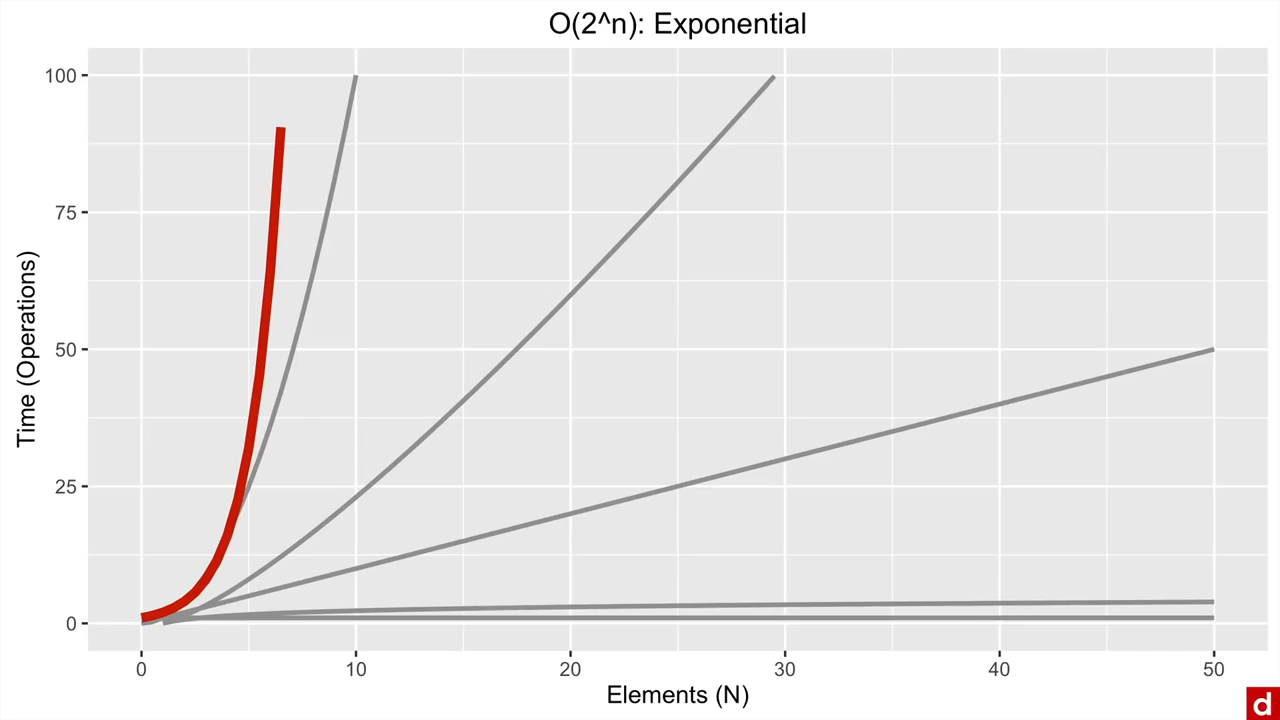 O(2^n): Exponential
Time (Operations)
100
75
50
25
0
0 10 20 30 40 50
Elements (N)
d